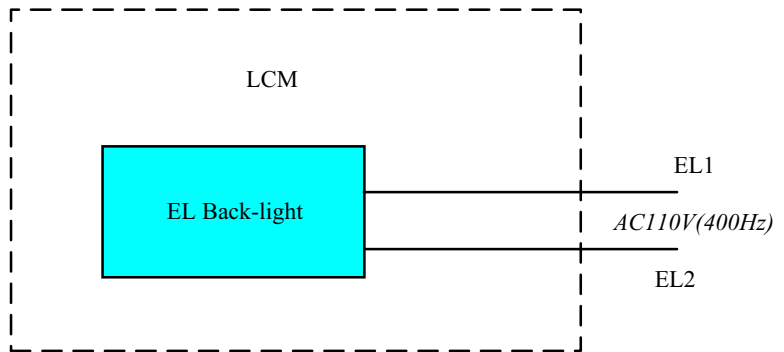 LCM
EL1
EL Back-light
AC110V(400Hz)
EL2